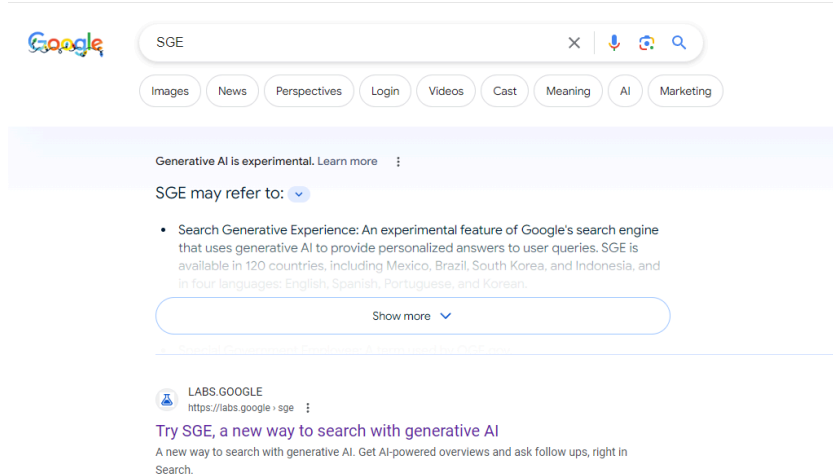 Google
SGE
Images News Perspectives Login Videos Cast Meaning AI Marketing
Generative AI is experimental. Learn more
SGE may refer to:
Search Generative Experience: An experimental feature of Google's search engine
that uses generative AI to provide personalized answers to user queries. SGE is
available in 120 countries, including Mexico, Brazil, South Korea, and Indonesia, and
in four languages: English, Spanish, Portuguese, and Korean.
Show more
LABS.GOOGLE
https://labs.google › sge
Try SGE, a new way to search with generative AI
A new way to search with generative AI. Get AI-powered overviews and ask follow ups, right in
Search.